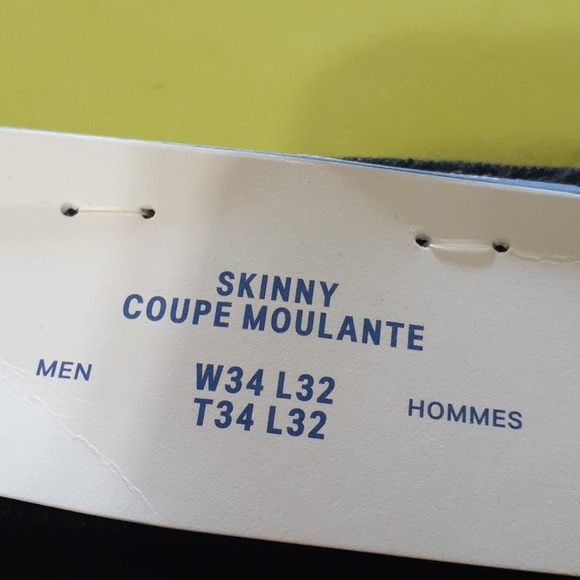 SKINNY
COUPE MOULANTE
MEN
W34 L32
T34 L32
HOMMES